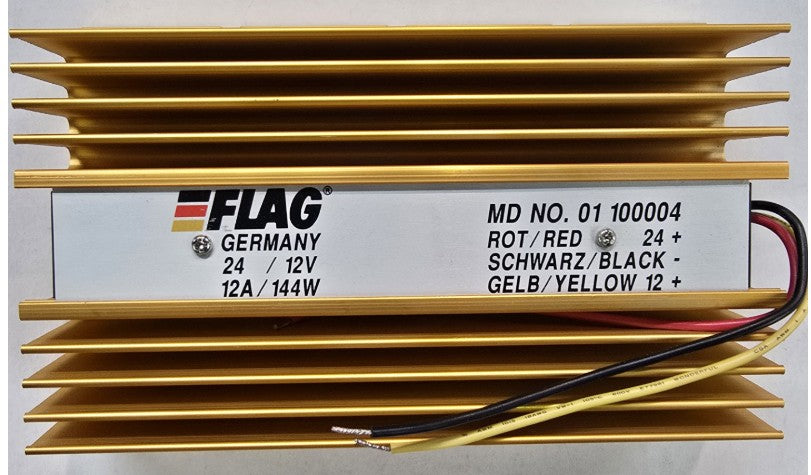 FLAG®
GERMANY
24 / 12V
12A / 144W
MD NO. 01 100004
ROT/RED 24 +
SCHWARZ/BLACK -
GELB/YELLOW 12 +